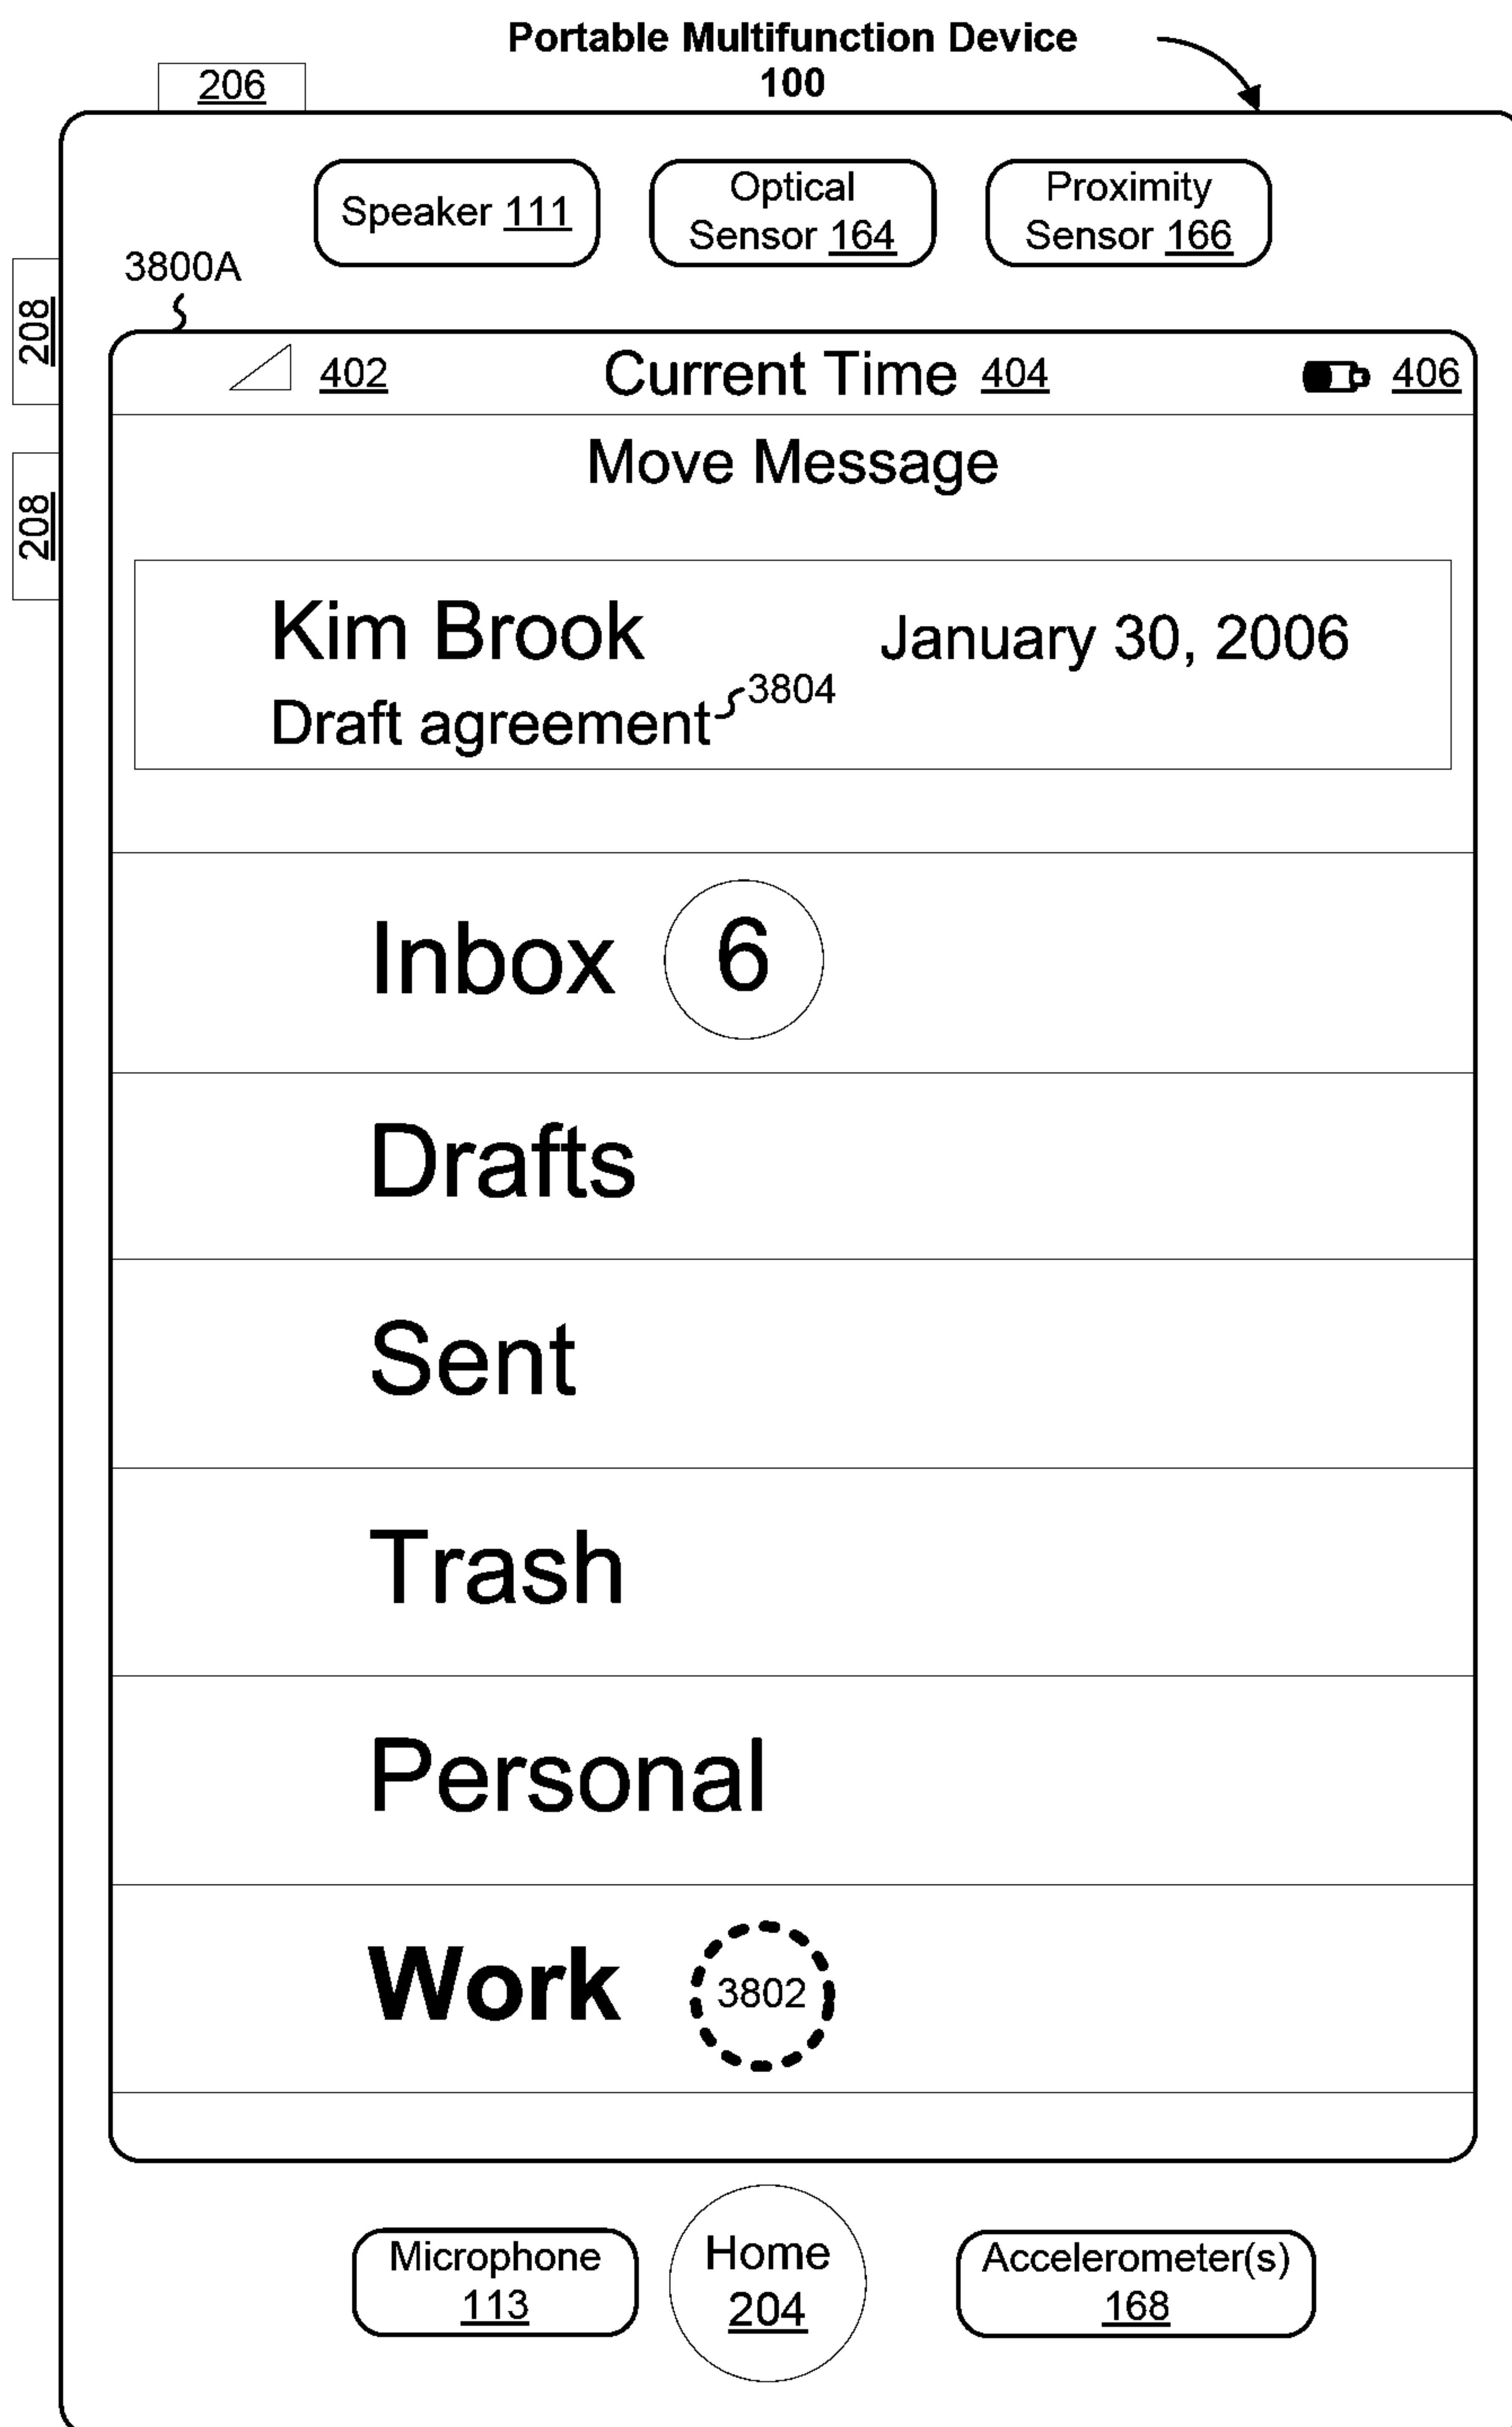 Portable Multifunction Device
100
206
Speaker 111
Optical
Sensor 164
Proximity
Sensor 166
3800A
208
208
402
Current Time 404
406
Move Message
Kim Brook
January 30, 2006
Draft agreement
3804
Inbox 6
Drafts
Sent
Trash
Personal
Work 3802
Microphone
113
Home
204
Accelerometer(s)
168